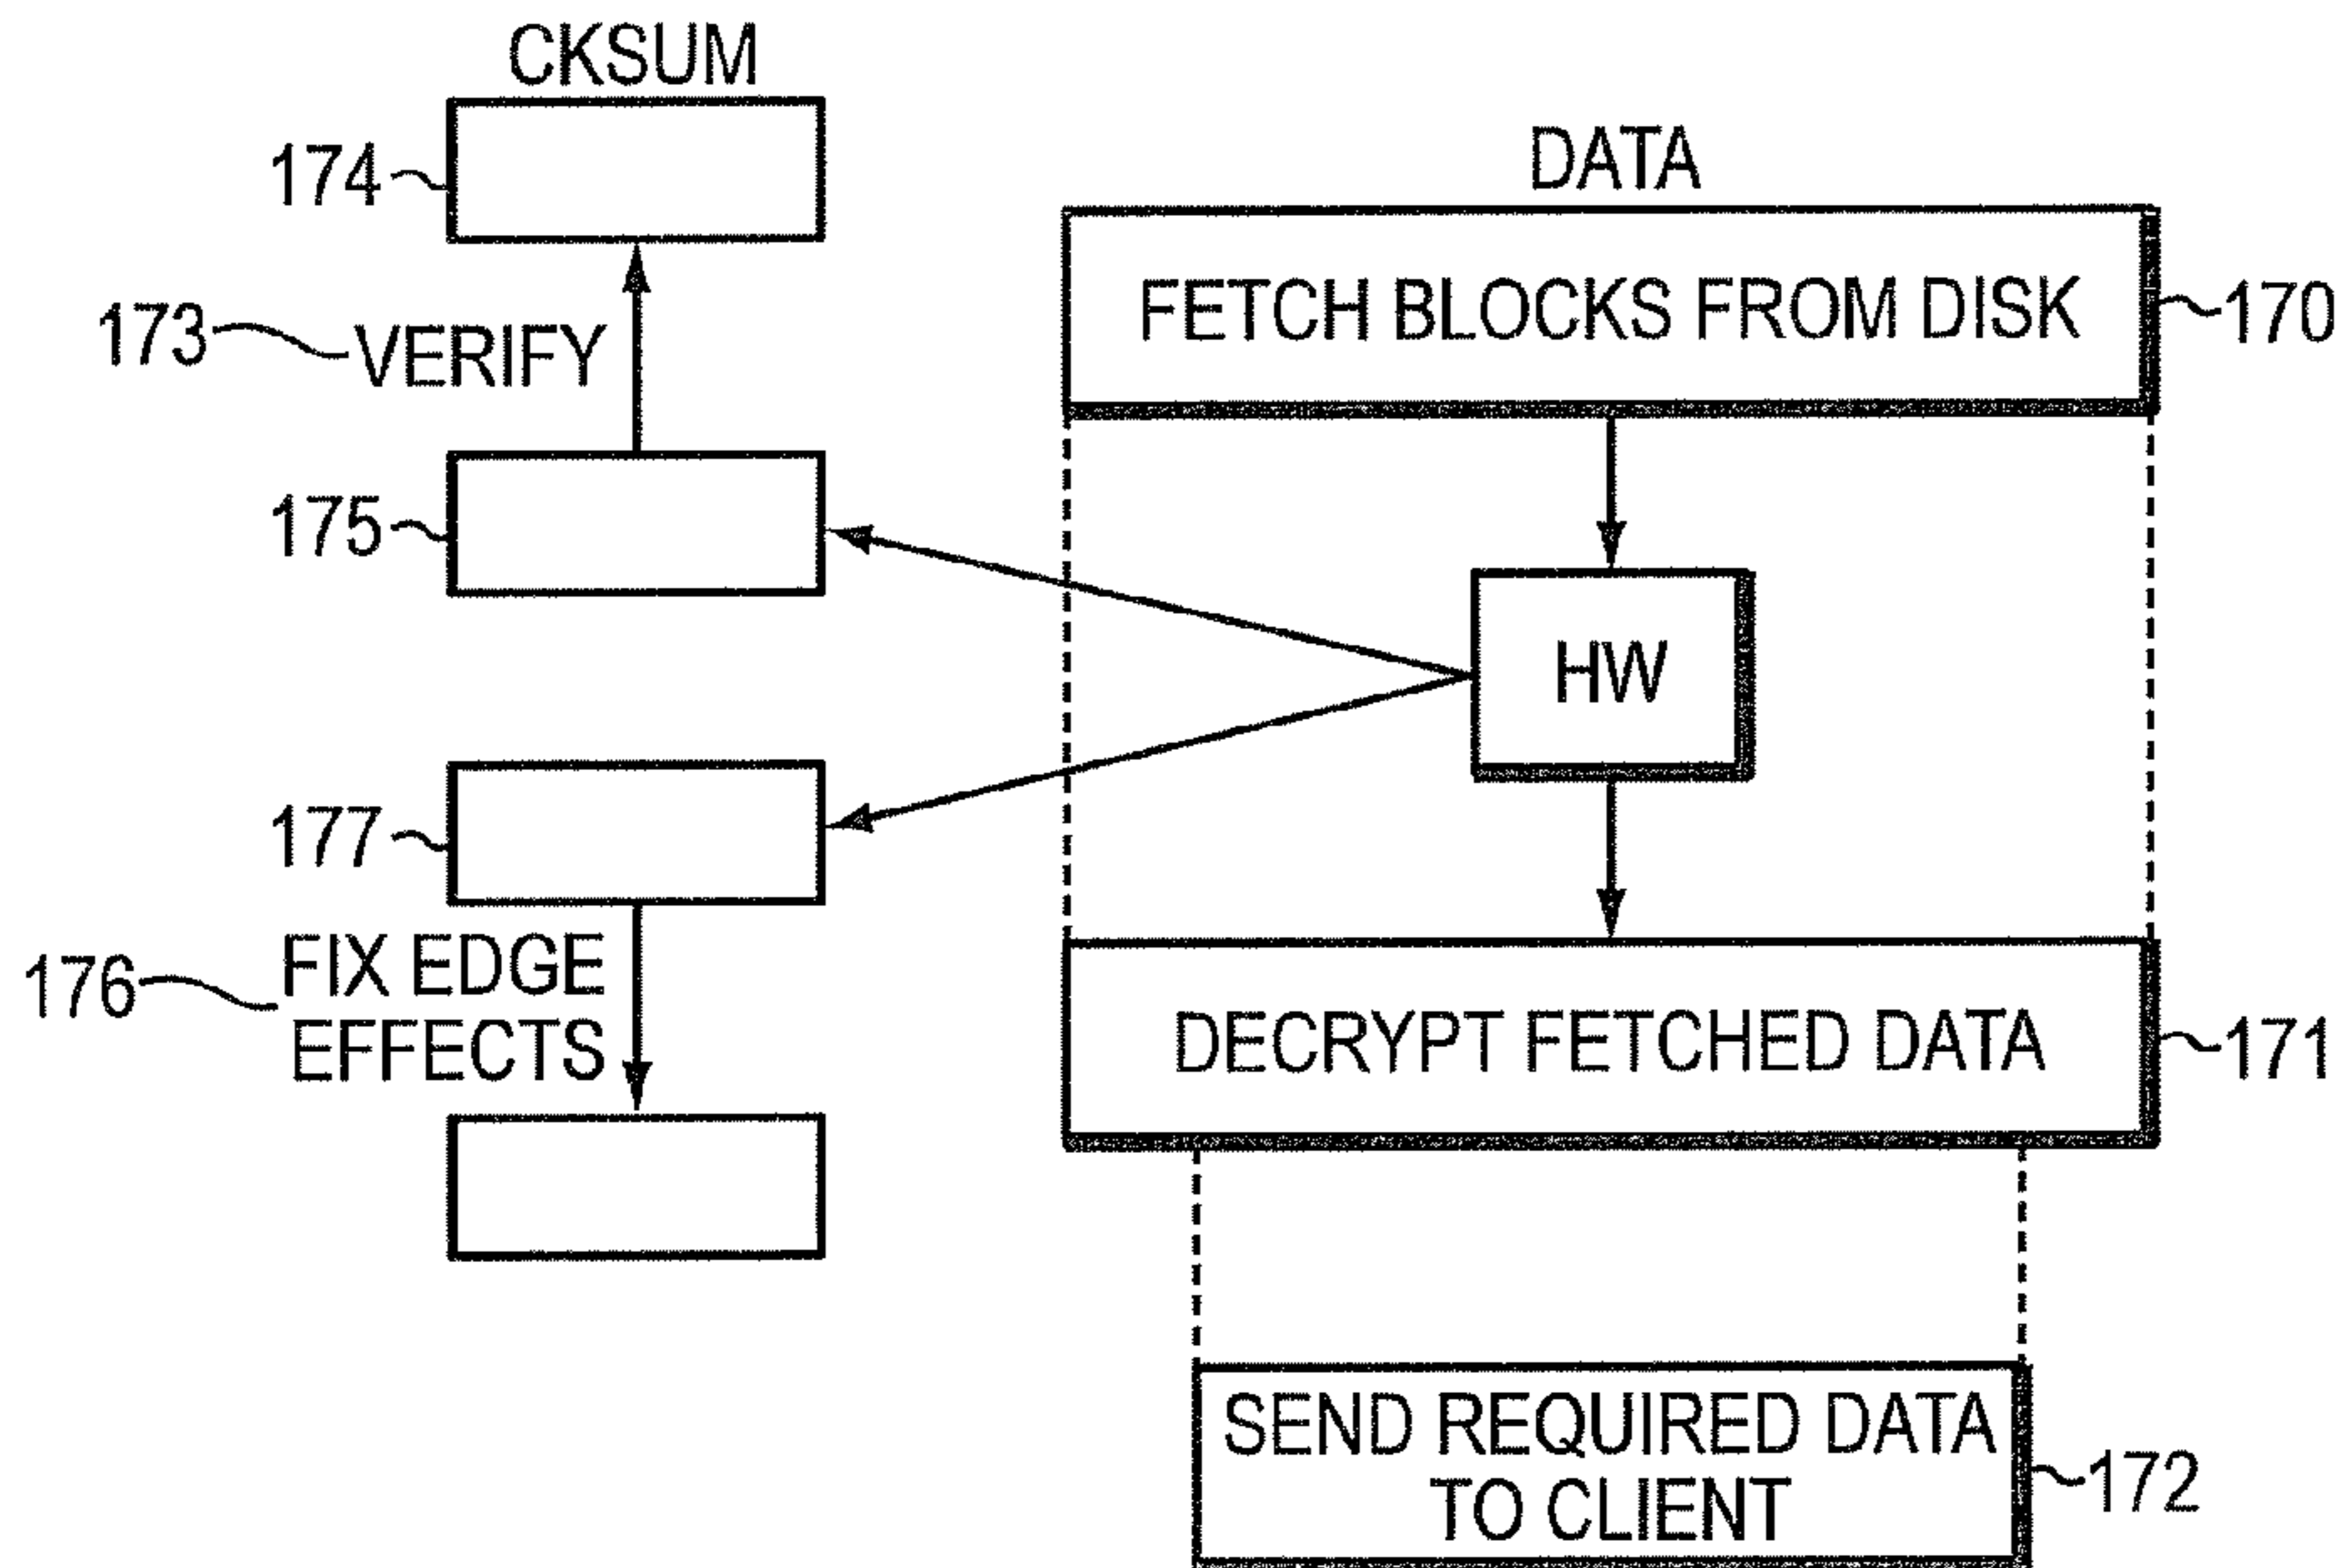 CKSUM
174
173
VERIFY
175
177
176
FIX EDGE
EFFECTS
DATA
FETCH BLOCKS FROM DISK
170
HW
DECRYPT FETCHED DATA
171
SEND REQUIRED DATA
TO CLIENT
172